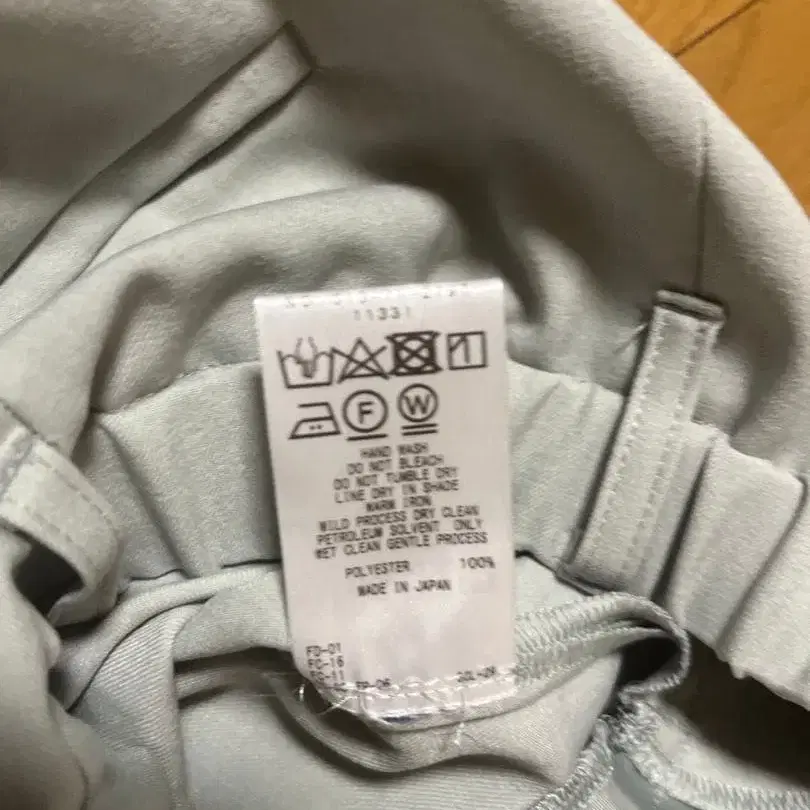 11331
F W
HAND WASH
DO NOT BLEACH
DO NOT TUMBLE DRY
LINE DRY IN SHADE
WARM IRON
MILD PROCESS DRY CLEAN
PETROLEUM SOLVENT ONLY
WET CLEAN GENTLE PROCESS
POLYESTER 100%
MADE IN JAPAN
FD-01
FC-16